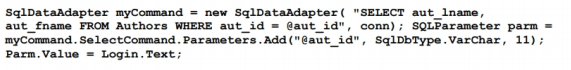 SqlDataAdapter myCommand = new SqlDataAdapter( "SELECT aut_lname,
aut_fname FROM Authors WHERE aut_id = @aut_id", conn); SQLParameter parm =
myCommand.SelectCommand.Parameters.Add("@aut_id", SqlDbType.VarChar, 11);
Parm.Value = Login.Text;